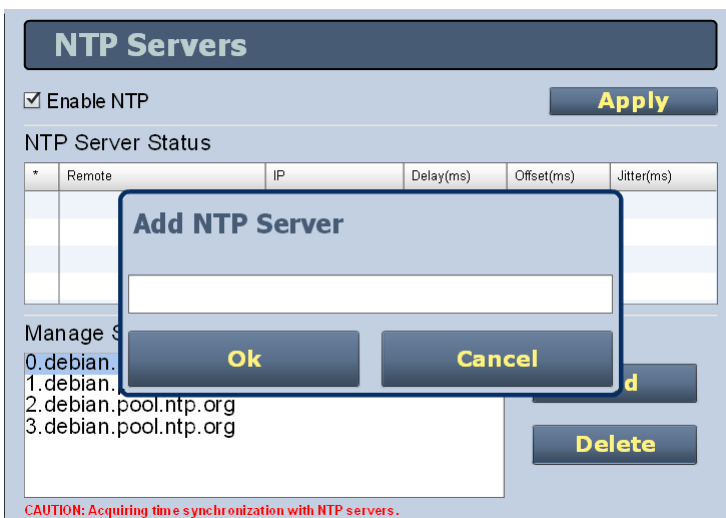 NTP Servers
Enable NTP
Apply
NTP Server Status
* Remote IP Delay(ms) Offset(ms) Jitter(ms)
Add NTP Server
Ok Cancel
Manage
0.debian.
1.debian.
2.debian.pool.ntp.org
3.debian.pool.ntp.org
Delete
CAUTION: Acquiring time synchronization with NTP servers.